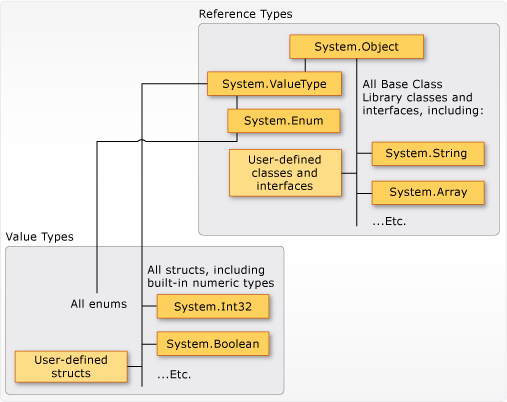 Reference Types
System.Object
System.ValueType
System.Enum
All Base Class
Library classes and
interfaces, including:
User-defined
classes and
interfaces
System.String
System.Array
...Etc.
Value Types
All enums
All structs, including
built-in numeric types
System.Int32
System.Boolean
User-defined
structs
...Etc.